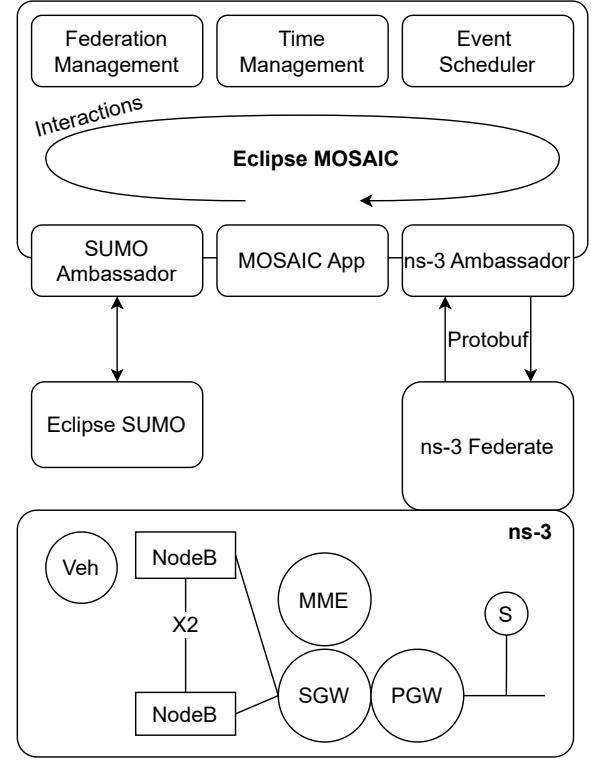 Federation
Management
Time
Management
Event
Scheduler
Interactions
Eclipse MOSAIC
SUMO
Ambassador
MOSAIC App
ns-3 Ambassador
Protobuf
Eclipse SUMO
ns-3 Federate
ns-3
Veh
NodeB
MME
X2
S
SGW
PGW
NodeB